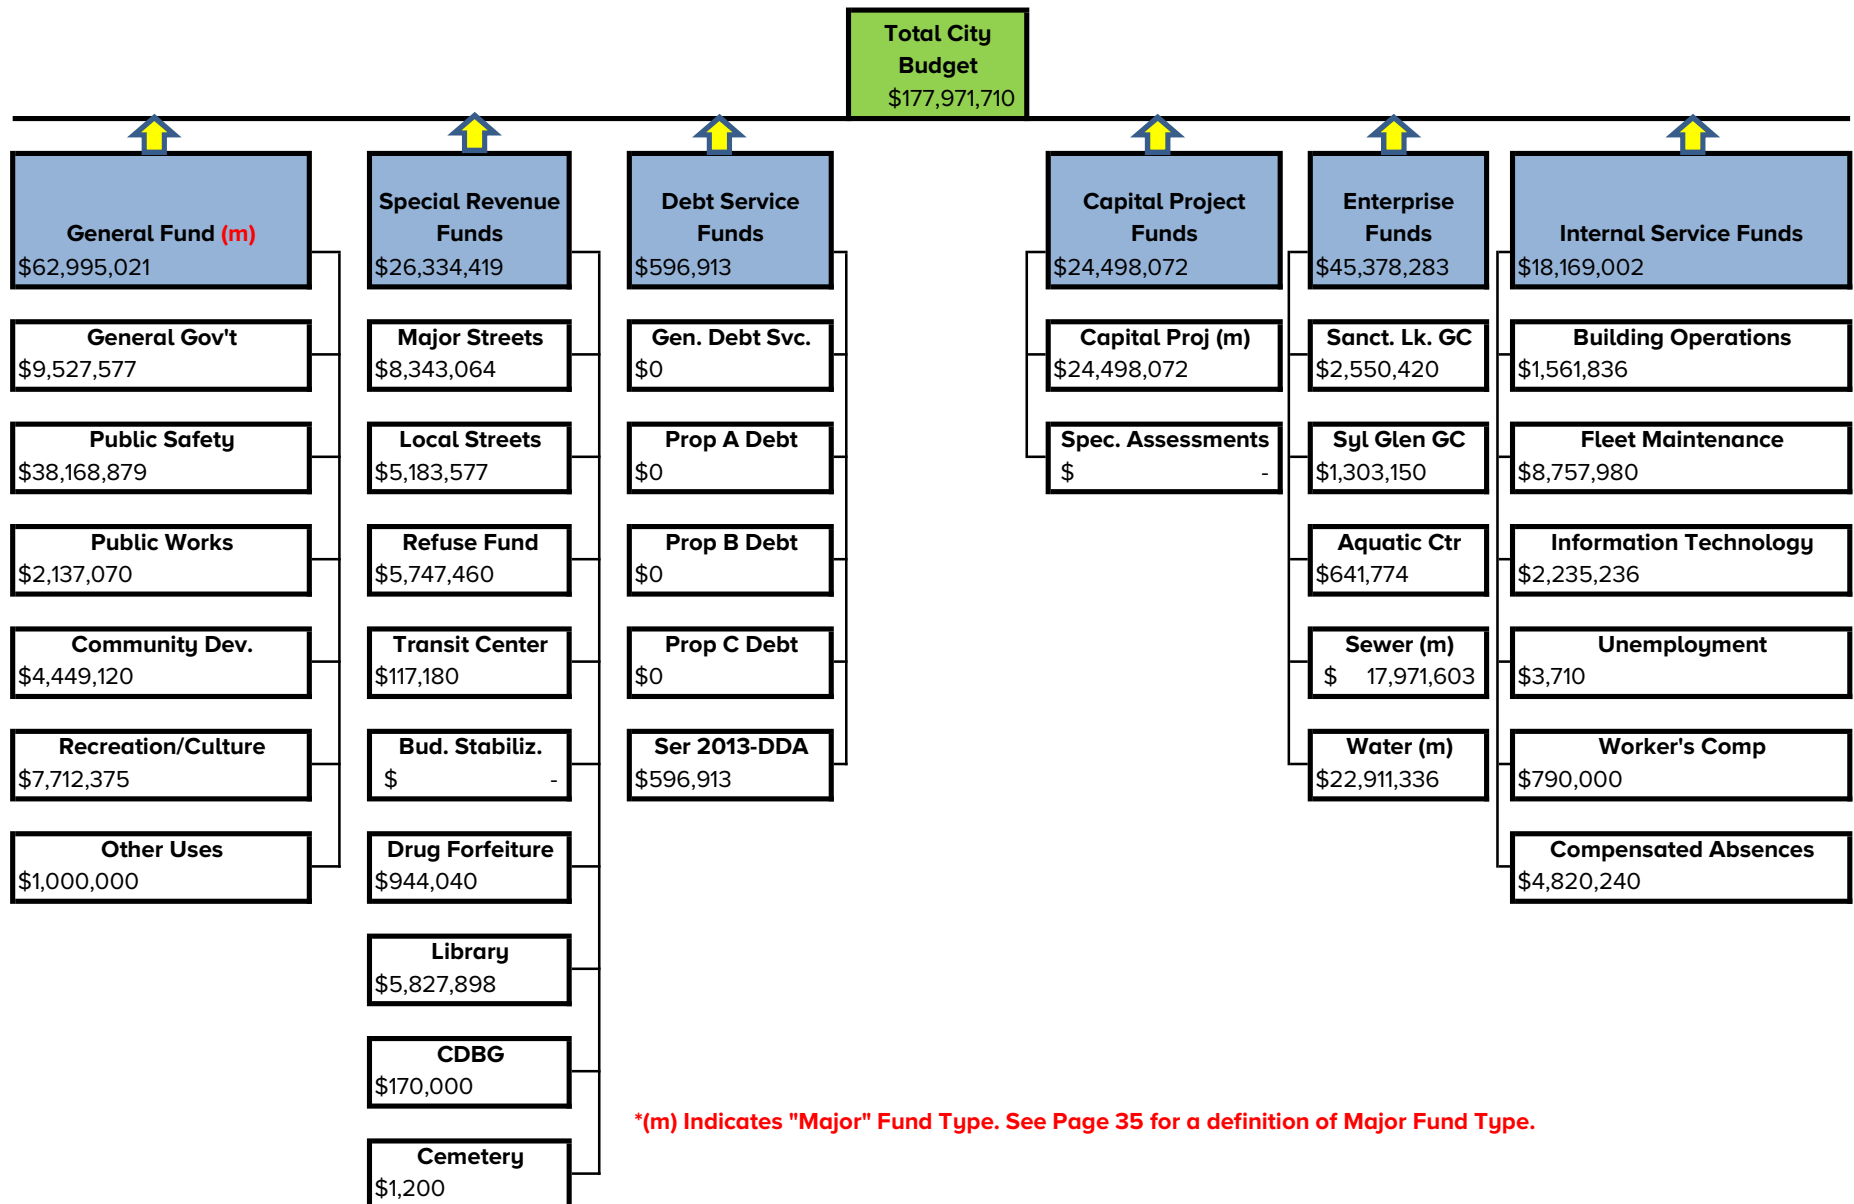 Total City
Budget
$177,971,710
General Fund (m)
$62,995,021
General Gov't
$9,527,577
Public Safety
$38,168,879
Public Works
$2,137,070
Community Dev.
$4,449,120
Recreation/Culture
$7,712,375
Other Uses
$1,000,000
Special Revenue
Funds
$26,334,419
Major Streets
$8,343,064
Local Streets
$5,183,577
Refuse Fund
$5,747,460
Transit Center
$117,180
Bud. Stabiliz.
$ -
Drug Forfeiture
$944,040
Library
$5,827,898
CDBG
$170,000
Cemetery
$1,200
Debt Service
Funds
$596,913
Gen. Debt Svc.
$0
Prop A Debt
$0
Prop B Debt
$0
Prop C Debt
$0
Ser 2013-DDA
$596,913
Capital Project
Funds
$24,498,072
Capital Proj (m)
$24,498,072
Spec. Assessments
$ -
Enterprise
Funds
$45,378,283
Sanct. Lk. GC
$2,550,420
Syl Glen GC
$1,303,150
Aquatic Ctr
$641,774
Sewer (m)
$ 17,971,603
Water (m)
$22,911,336
Internal Service Funds
$18,169,002
Building Operations
$1,561,836
Fleet Maintenance
$8,757,980
Information Technology
$2,235,236
Unemployment
$3,710
Worker's Comp
$790,000
Compensated Absences
$4,820,240
*(m) Indicates "Major" Fund Type. See Page 35 for a definition of Major Fund Type.